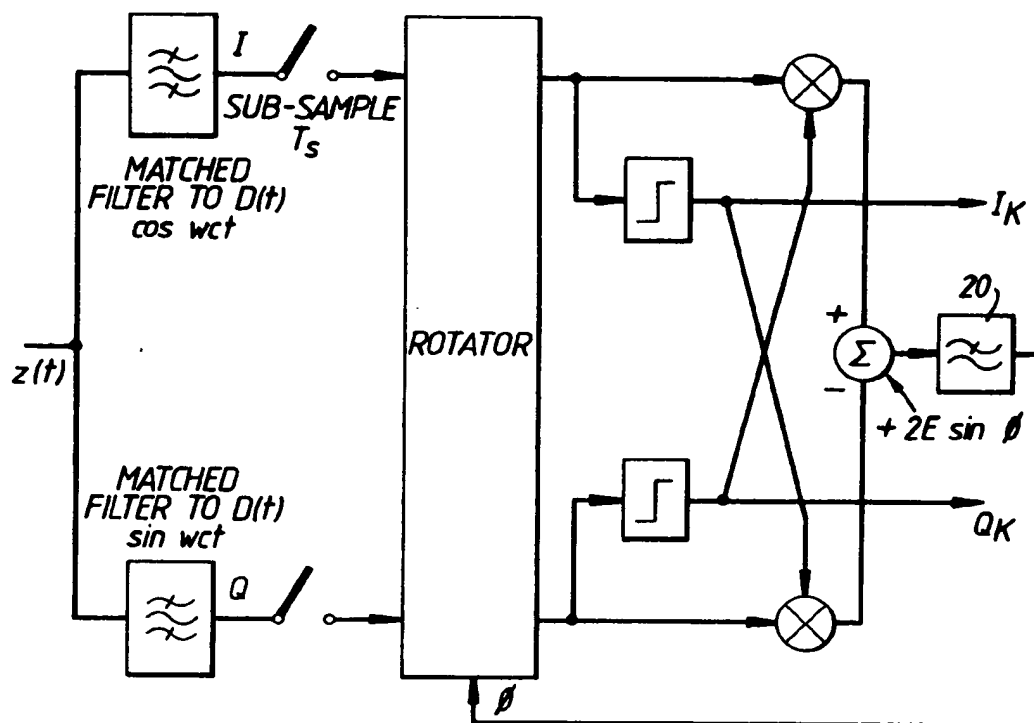 I
SUB-SAMPLE
Ts
MATCHED
FILTER TO D(t)
cos wct
z(t)
ROTATOR
IK
20
+
Σ
-
+ 2E sin ø
MATCHED
FILTER TO D(t)
sin wct
QK
Q
ø